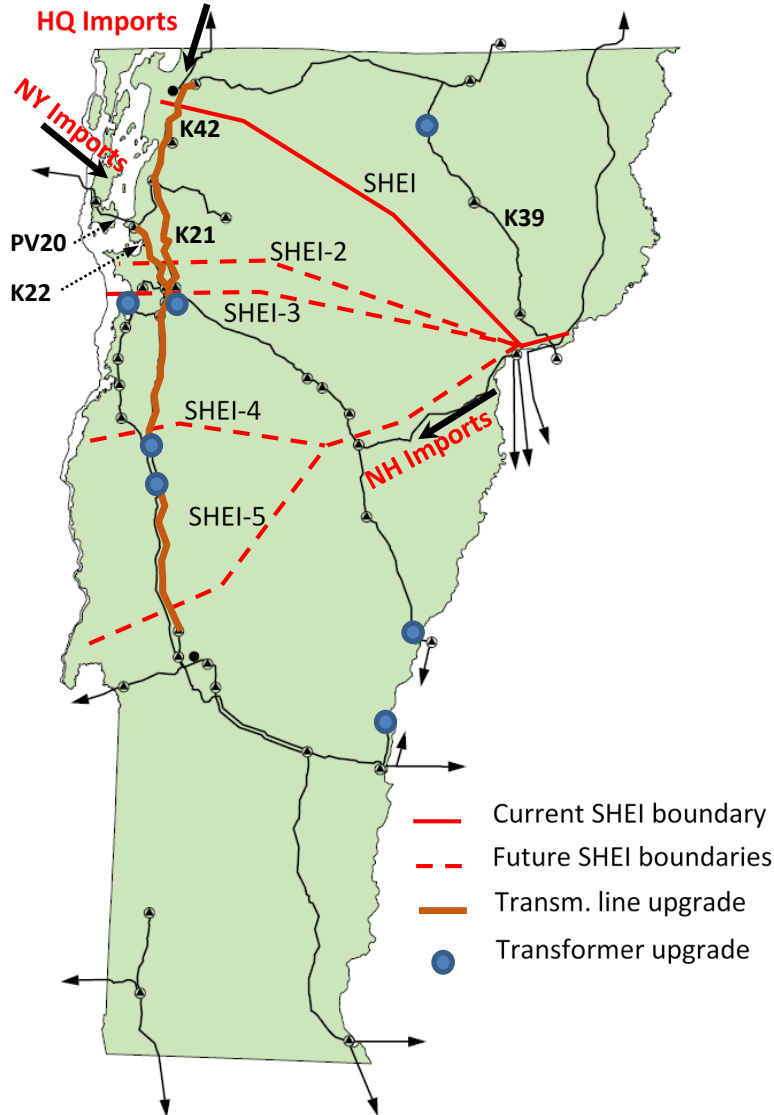 HQ Imports
NY Imports
K42
SHEI
K39
PV20
K21
SHEI-2
K22
SHEI-3
SHEI-4
NH Imports
SHEI-5
Current SHEI boundary
Future SHEI boundaries
Transm. line upgrade
Transformer upgrade